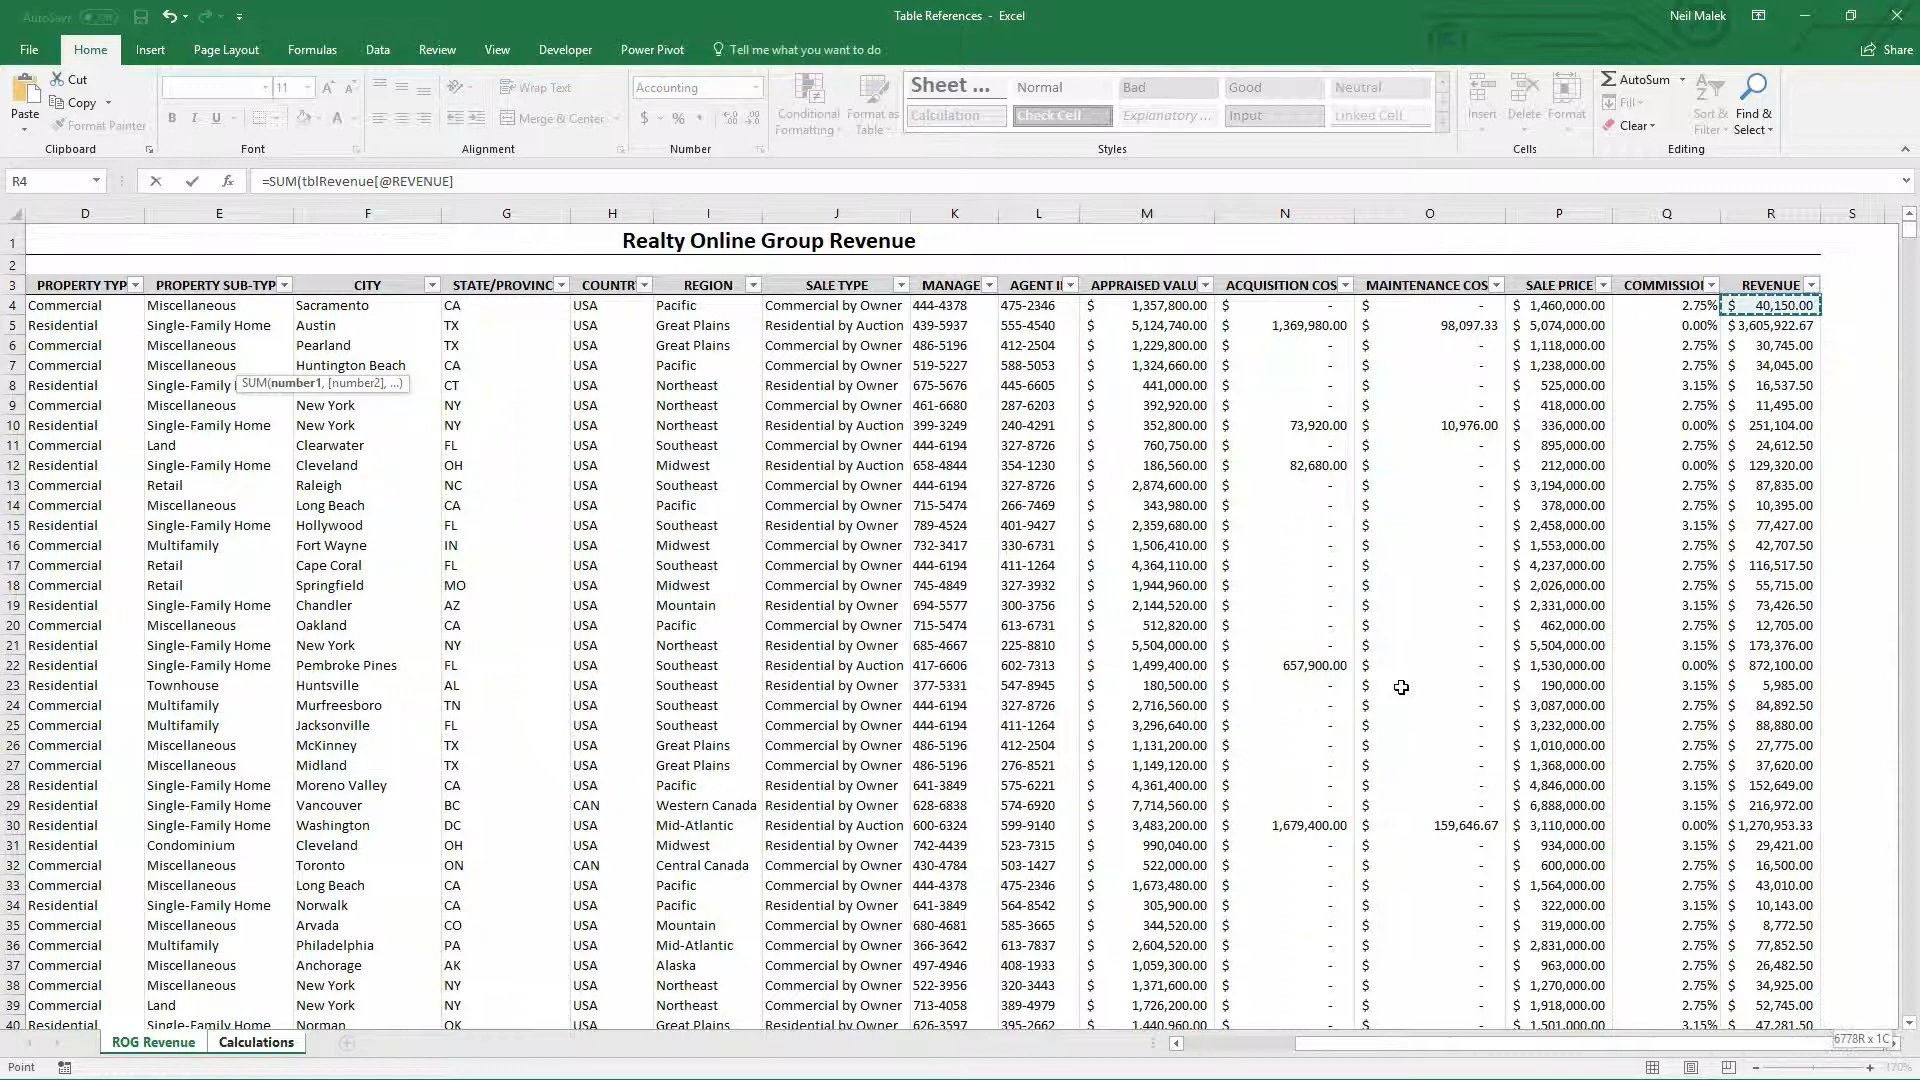 AutoSave Off Table References - Excel Neil Malek
File Home Insert Page Layout Formulas Data Review View Developer Power Pivot Tell me what you want to do Share
Paste Cut Copy Format Painter 11 Wrap Text Merge & Center Accounting $ % , Conditional Formatting Format as Table Sheet ... Normal Bad Good Neutral Calculation Check Cell Explanatory ... Input Linked Cell Insert Delete Format AutoSum Fill Clear Sort & Filter Find & Select
Clipboard Font Alignment Number Styles Cells Editing
R4 =SUM(tblRevenue[@REVENUE]
D E F G H I J K L M N O P Q R S
1 Realty Online Group Revenue
2
3 PROPERTY TYP PROPERTY SUB-TYP CITY STATE/PROVINC COUNTR REGION SALE TYPE MANAGE AGENT I APPRAISED VALU ACQUISITION COS MAINTENANCE COS SALE PRICE COMMISSIO REVENUE
4 Commercial Miscellaneous Sacramento CA USA Pacific Commercial by Owner 444-4378 475-2346 $ 1,357,800.00 $ - $ - $ 1,460,000.00 2.75% $ 40,150.00
5 Residential Single-Family Home Austin TX USA Great Plains Residential by Auction 439-5937 555-4540 $ 5,124,740.00 $ 1,369,980.00 $ 98,097.33 $ 5,074,000.00 0.00% $ 3,605,922.67
6 Commercial Miscellaneous Pearland TX USA Great Plains Commercial by Owner 486-5196 412-2504 $ 1,229,800.00 $ - $ - $ 1,118,000.00 2.75% $ 30,745.00
7 Commercial Miscellaneous Huntington Beach CA USA Pacific Commercial by Owner 519-5227 588-5053 $ 1,324,660.00 $ - $ - $ 1,238,000.00 2.75% $ 34,045.00
8 Residential Single-Family SUM(number1, [number2], ...) CT USA Northeast Residential by Owner 675-5676 445-6605 $ 441,000.00 $ - $ - $ 525,000.00 3.15% $ 16,537.50
9 Commercial Miscellaneous New York NY USA Northeast Commercial by Owner 461-6680 287-6203 $ 392,920.00 $ - $ - $ 418,000.00 2.75% $ 11,495.00
10 Residential Single-Family Home New York NY USA Northeast Residential by Auction 399-3249 240-4291 $ 352,800.00 $ 73,920.00 $ 10,976.00 $ 336,000.00 0.00% $ 251,104.00
11 Commercial Land Clearwater FL USA Southeast Commercial by Owner 444-6194 327-8726 $ 760,750.00 $ - $ - $ 895,000.00 2.75% $ 24,612.50
12 Residential Single-Family Home Cleveland OH USA Midwest Residential by Auction 658-4844 354-1230 $ 186,560.00 $ 82,680.00 $ - $ 212,000.00 0.00% $ 129,320.00
13 Commercial Retail Raleigh NC USA Southeast Commercial by Owner 444-6194 327-8726 $ 2,874,600.00 $ - $ - $ 3,194,000.00 2.75% $ 87,835.00
14 Commercial Miscellaneous Long Beach CA USA Pacific Commercial by Owner 715-5474 266-7469 $ 343,980.00 $ - $ - $ 378,000.00 2.75% $ 10,395.00
15 Residential Single-Family Home Hollywood FL USA Southeast Residential by Owner 789-4524 401-9427 $ 2,359,680.00 $ - $ - $ 2,458,000.00 3.15% $ 77,427.00
16 Commercial Multifamily Fort Wayne IN USA Midwest Commercial by Owner 732-3417 330-6731 $ 1,506,410.00 $ - $ - $ 1,553,000.00 2.75% $ 42,707.50
17 Commercial Retail Cape Coral FL USA Southeast Commercial by Owner 444-6194 411-1264 $ 4,364,110.00 $ - $ - $ 4,237,000.00 2.75% $ 116,517.50
18 Commercial Retail Springfield MO USA Midwest Commercial by Owner 745-4849 327-3932 $ 1,944,960.00 $ - $ - $ 2,026,000.00 2.75% $ 55,715.00
19 Residential Single-Family Home Chandler AZ USA Mountain Residential by Owner 694-5577 300-3756 $ 2,144,520.00 $ - $ - $ 2,331,000.00 3.15% $ 73,426.50
20 Commercial Miscellaneous Oakland CA USA Pacific Commercial by Owner 715-5474 613-6731 $ 512,820.00 $ - $ - $ 462,000.00 2.75% $ 12,705.00
21 Residential Single-Family Home New York NY USA Northeast Residential by Owner 685-4667 225-8810 $ 5,504,000.00 $ - $ - $ 5,504,000.00 3.15% $ 173,376.00
22 Residential Single-Family Home Pembroke Pines FL USA Southeast Residential by Auction 417-6606 602-7313 $ 1,499,400.00 $ 657,900.00 $ - $ 1,530,000.00 0.00% $ 872,100.00
23 Residential Townhouse Huntsville AL USA Southeast Residential by Owner 377-5331 547-8945 $ 180,500.00 $ - $ - $ 190,000.00 3.15% $ 5,985.00
24 Commercial Multifamily Murfreesboro TN USA Southeast Commercial by Owner 444-6194 327-8726 $ 2,716,560.00 $ - $ - $ 3,087,000.00 2.75% $ 84,892.50
25 Commercial Multifamily Jacksonville FL USA Southeast Commercial by Owner 444-6194 411-1264 $ 3,296,640.00 $ - $ - $ 3,232,000.00 2.75% $ 88,880.00
26 Commercial Miscellaneous McKinney TX USA Great Plains Commercial by Owner 486-5196 412-2504 $ 1,131,200.00 $ - $ - $ 1,010,000.00 2.75% $ 27,775.00
27 Commercial Miscellaneous Midland TX USA Great Plains Commercial by Owner 486-5196 276-8521 $ 1,149,120.00 $ - $ - $ 1,368,000.00 2.75% $ 37,620.00
28 Residential Single-Family Home Moreno Valley CA USA Pacific Residential by Owner 641-3849 575-6221 $ 4,361,400.00 $ - $ - $ 4,846,000.00 3.15% $ 152,649.00
29 Residential Single-Family Home Vancouver BC CAN Western Canada Residential by Owner 628-6838 574-6920 $ 7,714,560.00 $ - $ - $ 6,888,000.00 3.15% $ 216,972.00
30 Residential Single-Family Home Washington DC USA Mid-Atlantic Residential by Auction 600-6324 599-9140 $ 3,483,200.00 $ 1,679,400.00 $ 159,646.67 $ 3,110,000.00 0.00% $ 1,270,953.33
31 Residential Condominium Cleveland OH USA Midwest Residential by Owner 742-4439 523-7315 $ 990,040.00 $ - $ - $ 934,000.00 3.15% $ 29,421.00
32 Commercial Miscellaneous Toronto ON CAN Central Canada Commercial by Owner 430-4784 503-1427 $ 522,000.00 $ - $ - $ 600,000.00 2.75% $ 16,500.00
33 Commercial Miscellaneous Long Beach CA USA Pacific Commercial by Owner 444-4378 475-2346 $ 1,673,480.00 $ - $ - $ 1,564,000.00 2.75% $ 43,010.00
34 Residential Single-Family Home Norwalk CA USA Pacific Residential by Owner 641-3849 564-8542 $ 305,900.00 $ - $ - $ 322,000.00 3.15% $ 10,143.00
35 Commercial Miscellaneous Arvada CO USA Mountain Commercial by Owner 680-4681 585-3665 $ 344,520.00 $ - $ - $ 319,000.00 2.75% $ 8,772.50
36 Commercial Multifamily Philadelphia PA USA Mid-Atlantic Commercial by Owner 366-3642 613-7837 $ 2,604,520.00 $ - $ - $ 2,831,000.00 2.75% $ 77,852.50
37 Commercial Miscellaneous Anchorage AK USA Alaska Commercial by Owner 497-4946 408-1933 $ 1,059,300.00 $ - $ - $ 963,000.00 2.75% $ 26,482.50
38 Commercial Miscellaneous New York NY USA Northeast Commercial by Owner 522-3956 320-3443 $ 1,371,600.00 $ - $ - $ 1,270,000.00 2.75% $ 34,925.00
39 Commercial Land New York NY USA Northeast Commercial by Owner 713-4058 389-4979 $ 1,726,200.00 $ - $ - $ 1,918,000.00 2.75% $ 52,745.00
40 Residential Single-Family Home Norman OK USA Great Plains Residential by Owner 626-3597 395-2662 $ 1,440,960.00 $ - $ - $ 1,501,000.00 3.15% $ 47,281.50
ROG Revenue Calculations 6778R x 1C
Point 170%